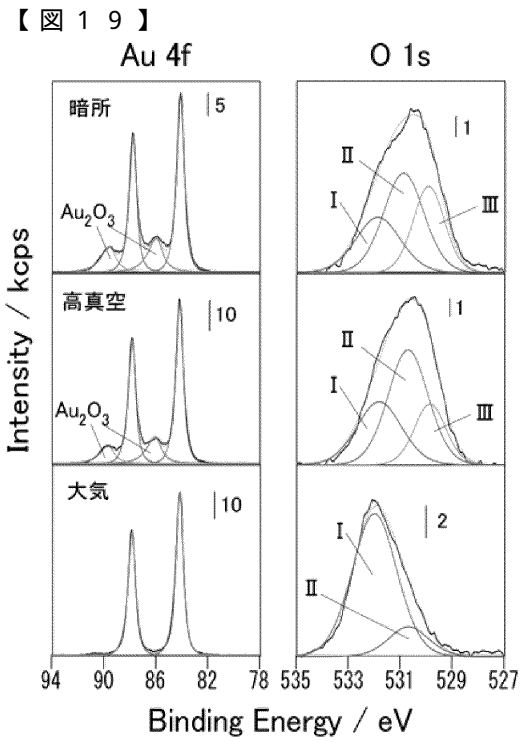 【図１９】
Au 4f
O 1s
暗所
5
Au2O3
1
I
II
III
高真空
10
Au2O3
1
I
II
III
大気
10
2
I
II
94 90 86 82 78
535 533 531 529 527
Intensity / kcps
Binding Energy / eV